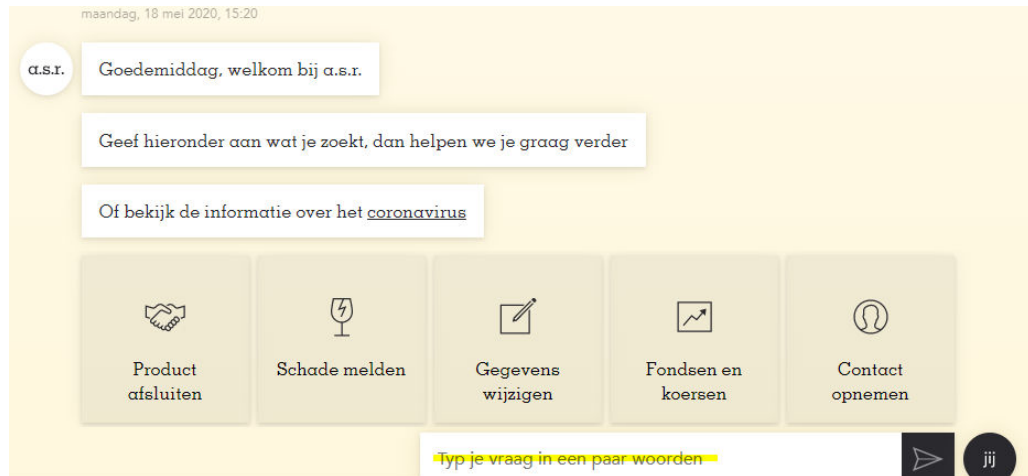 maandag, 18 mei 2020, 15:20
a.s.r.
Goedemiddag, welkom bij a.s.r.
Geef hieronder aan wat je zoekt, dan helpen we je graag verder
Of bekijk de informatie over het coronavirus
Product
afsluiten
Schade melden
Gegevens
wijzigen
Fondsen en
koersen
Contact
opnemen
Typ je vraag in een paar woorden
jij